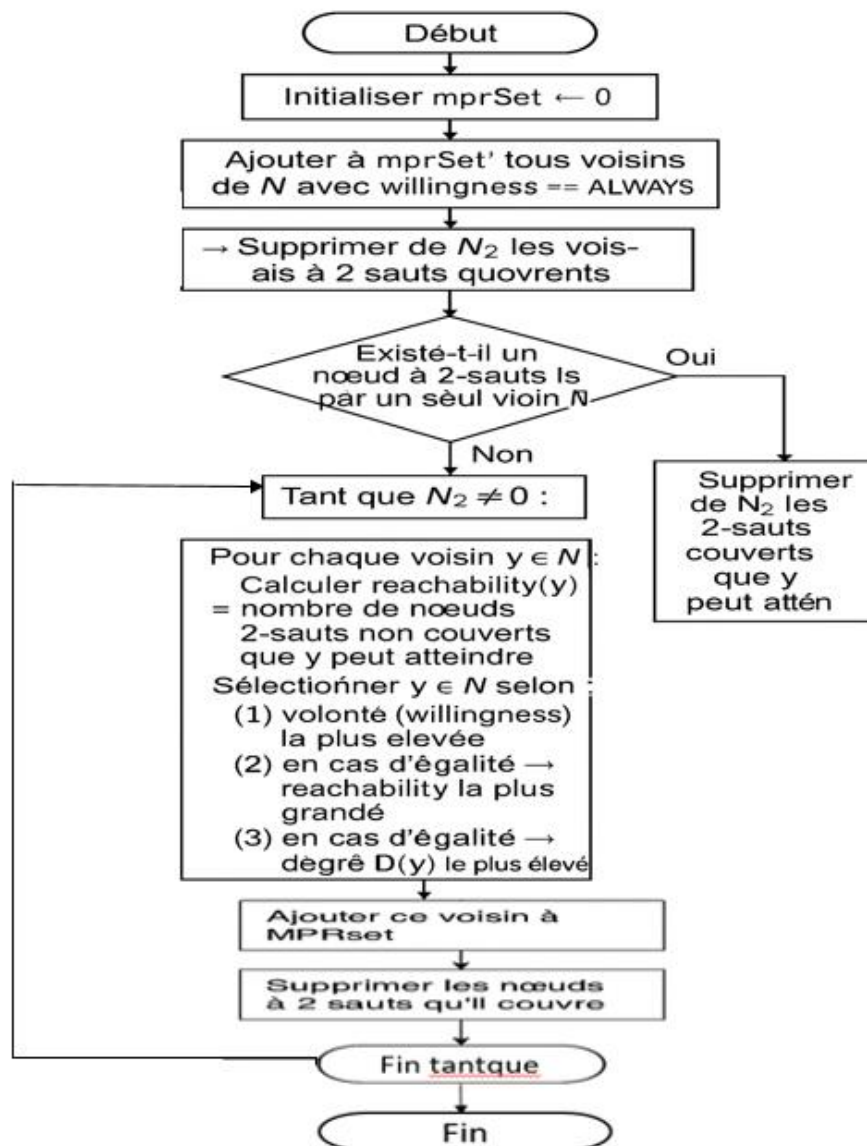 Début
Initialiser mprSet ← 0
Ajouter à mprSet' tous voisins
de N avec willingness == ALWAYS
→ Supprimer de N₂ les vois-
ais à 2 sauts quovrents
Existé-t-il un
nœud à 2-sauts ls
par un sèul vioin N
Oui
Non
Supprimer
de N₂ les
2-sauts
couverts
que y
peut attén
Tant que N₂ ≠ 0 :
Pour chaque voisin y ∈ N :
Calculer reachability(y)
= nombre de nœuds
2-sauts non couverts
que y peut atteindre
Sélectiońner y ∈ N selon :
(1) volonté (willingness)
la plus elevée
(2) en cas d'êgalité →
reachability la plus
grandé
(3) en cas d'êgalité →
dègrê D(y) le plus élevé
Ajouter ce voisin à
MPRset
Supprimer les nœuds
à 2 sauts qu'Il couvre
Fin tantque
Fin